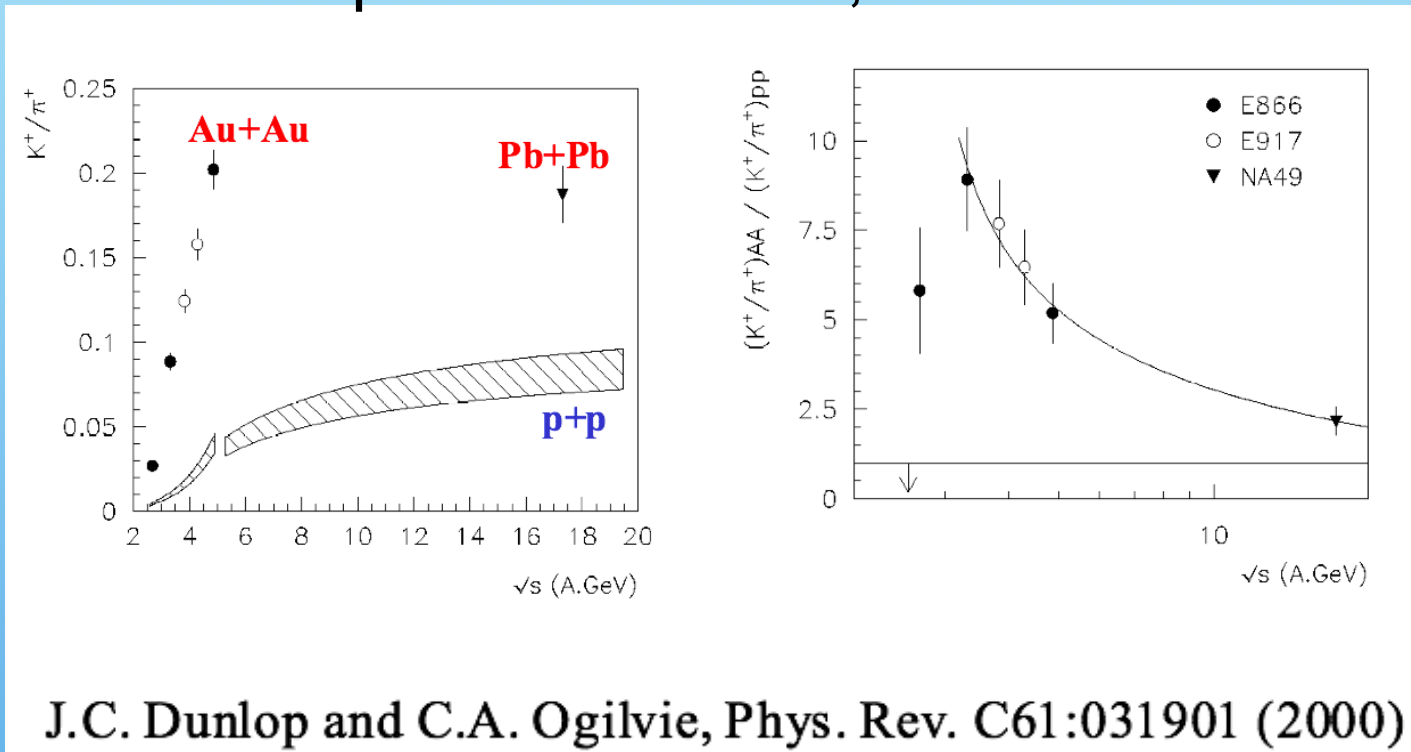 K⁺/π⁺
0.25
0.2
0.15
0.1
0.05
0
Au+Au
Pb+Pb
p+p
2 4 6 8 10 12 14 16 18 20
√s (A.GeV)
(K⁺/π⁺)AA / (K⁺/π⁺)pp
10
7.5
5
2.5
0
E866
E917
NA49
10
√s (A.GeV)
J.C. Dunlop and C.A. Ogilvie, Phys. Rev. C61:031901 (2000)